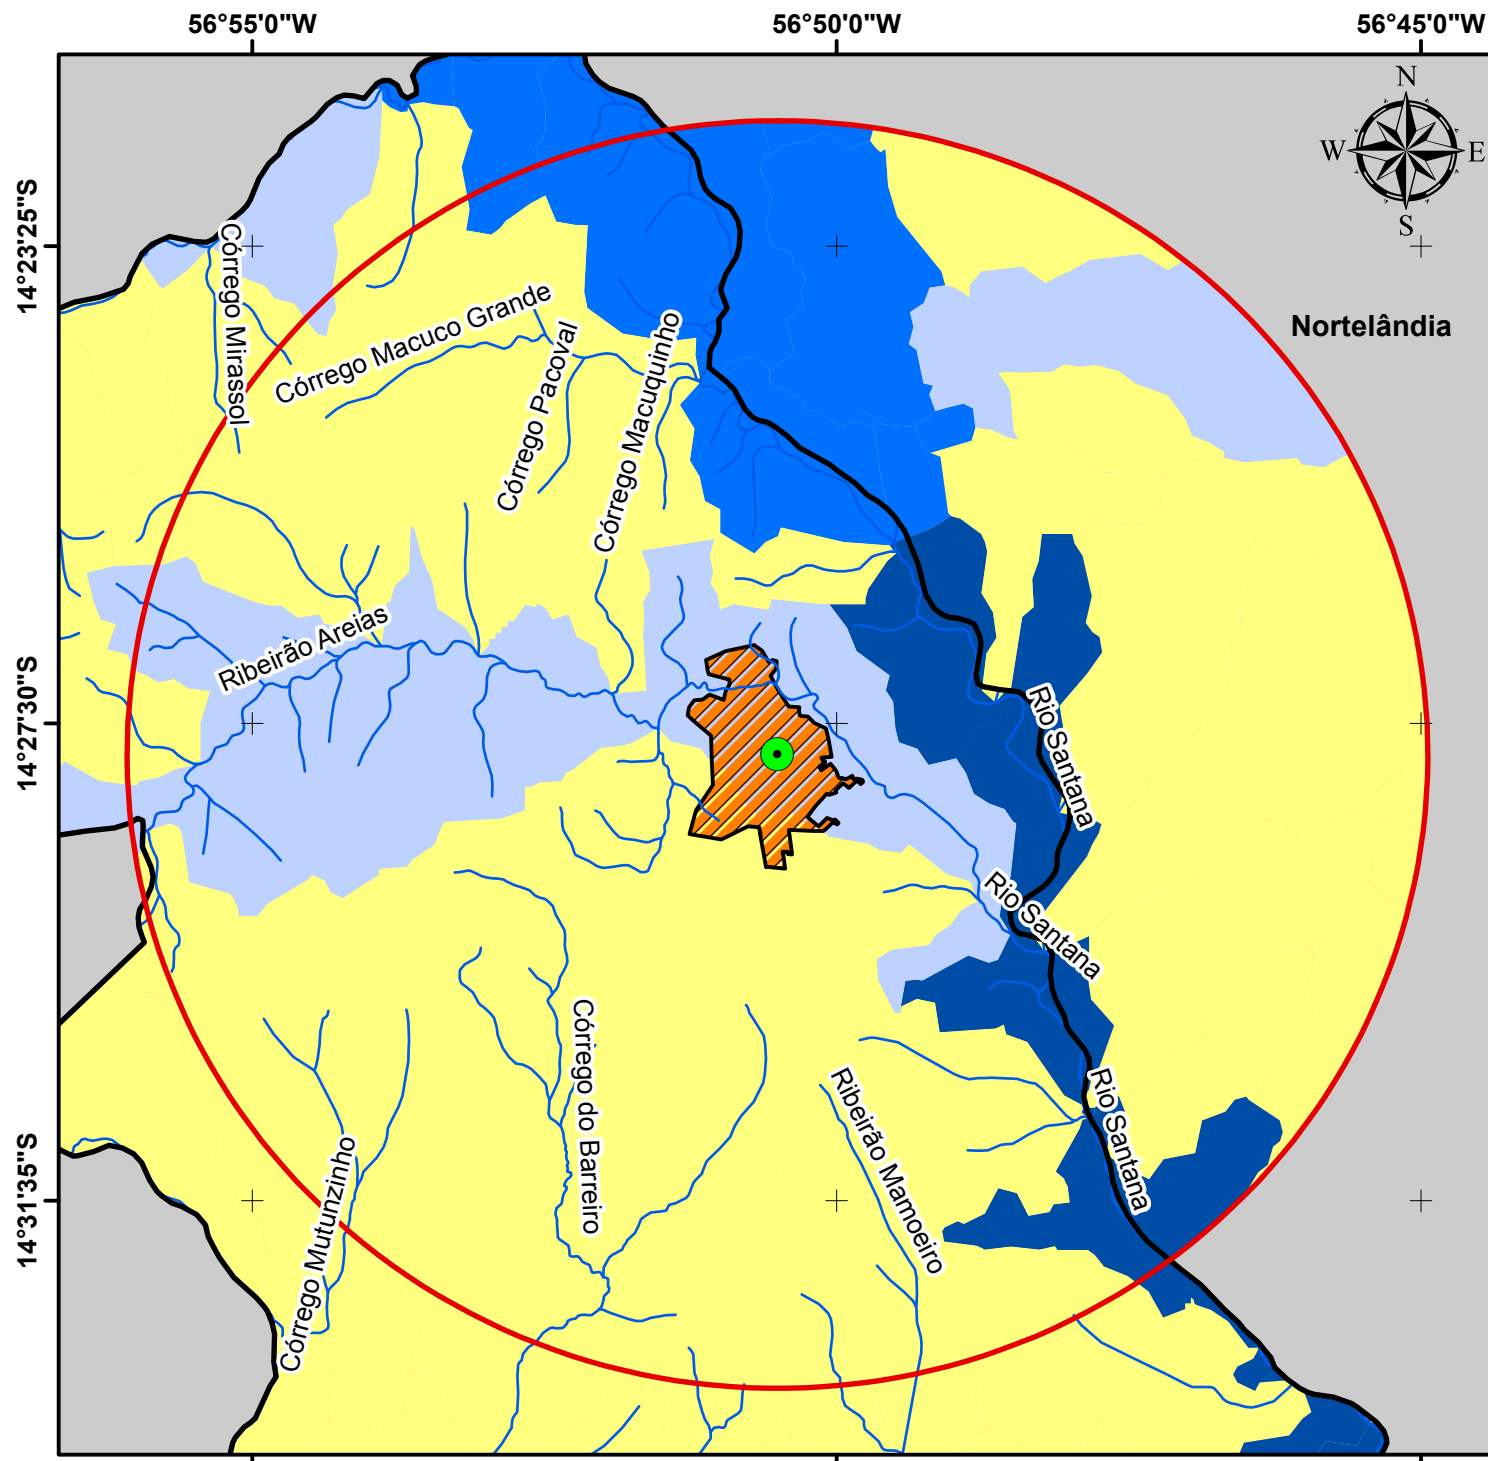 56°55'0"W
56°50'0"W
56°45'0"W
N
W
E
S
14°23'25"S
Nortelândia
Córrego Mirassol
Córrego Macuco Grande
Córrego Pacoval
Córrego Macuquinho
Ribeirão Areias
14°27'30"S
Rio Santana
Rio Santana
Córrego do Barreiro
Ribeirão Mamoeiro
Rio Santana
14°31'35"S
Córrego Mutunzinho